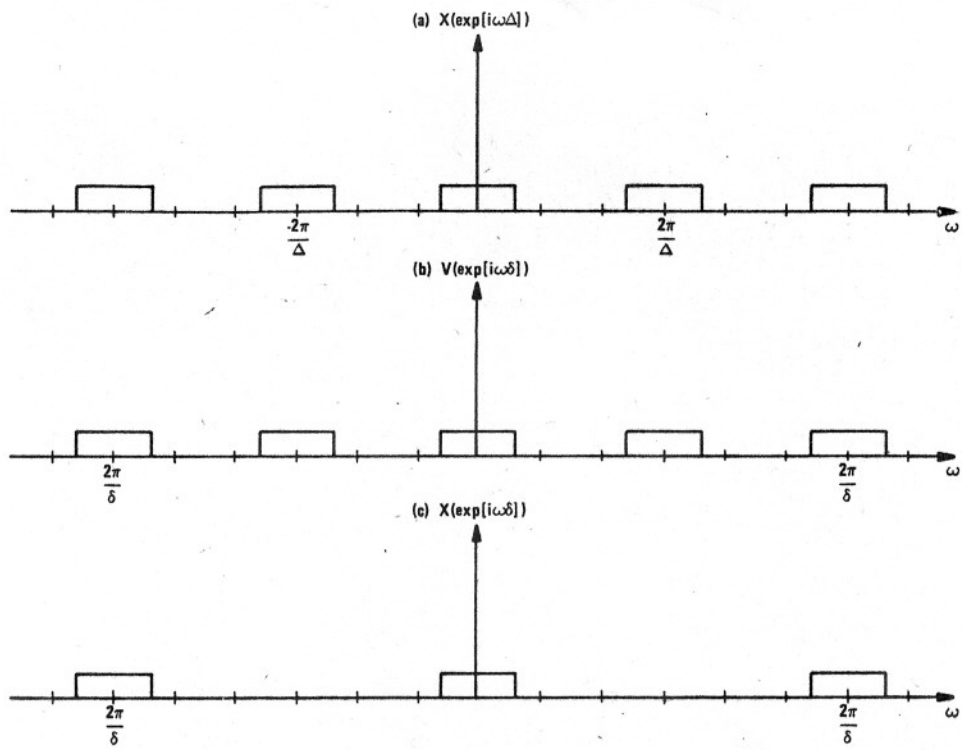 (a) X(exp[iωΔ])
-2π/Δ
2π/Δ
ω
(b) V(exp[iωδ])
2π/δ
2π/δ
ω
(c) X(exp[iωδ])
2π/δ
2π/δ
ω